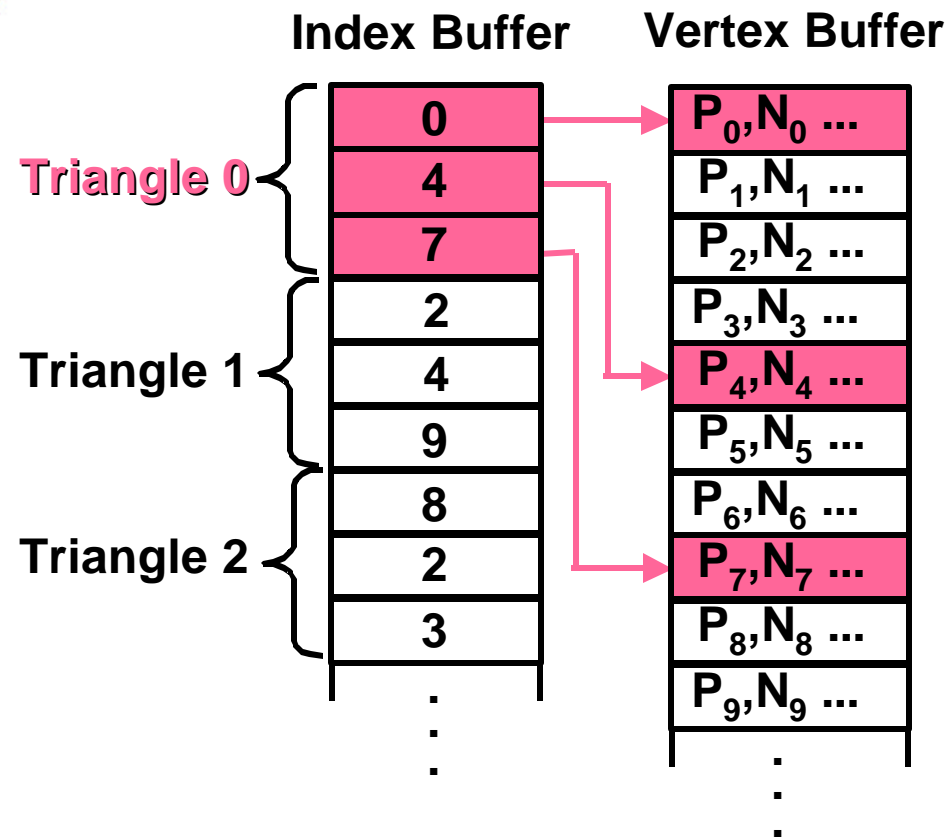 Index Buffer
Vertex Buffer
Triangle 0
0
4
7
Triangle 1
2
4
9
Triangle 2
8
2
3
.
.
.
P0,N0 ...
P1,N1 ...
P2,N2 ...
P3,N3 ...
P4,N4 ...
P5,N5 ...
P6,N6 ...
P7,N7 ...
P8,N8 ...
P9,N9 ...
.
.
.